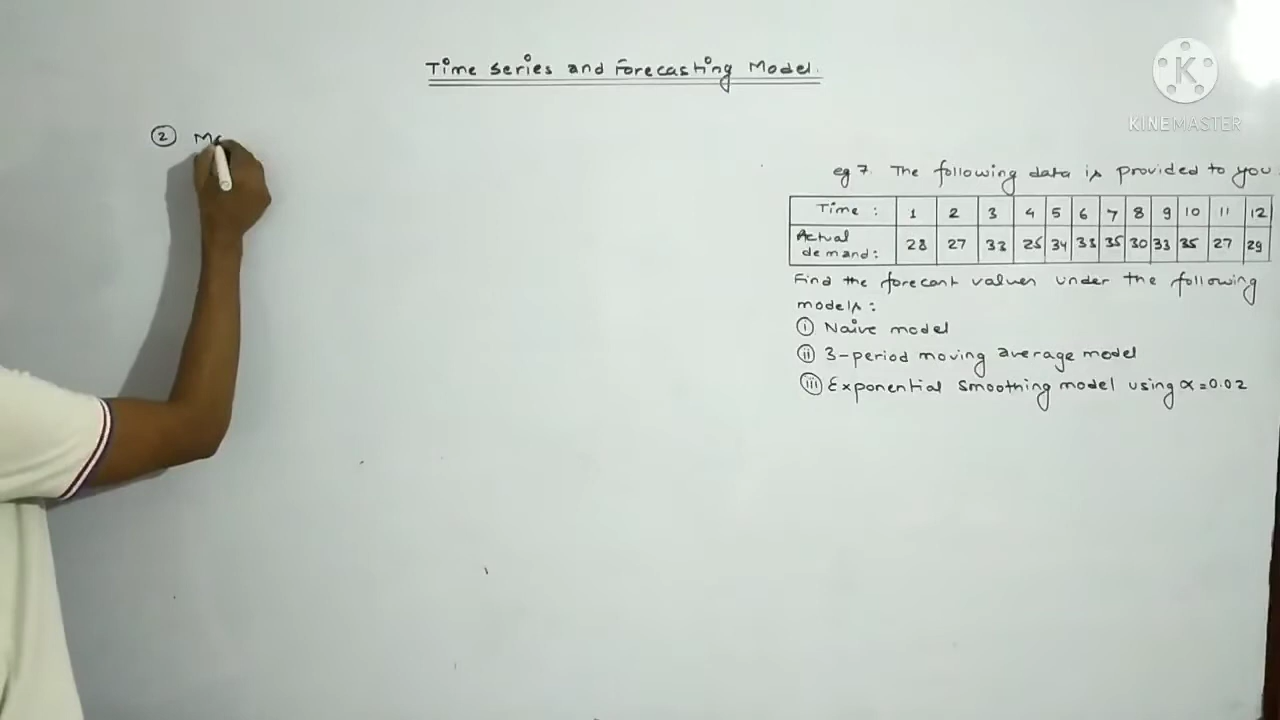 Time Series and Forecasting Model.
② Mo
KINEMASTER
eg 7. The following data is provided to you
Time : 1 2 3 4 5 6 7 8 9 10 11 12
Actual demand: 28 27 33 25 34 33 35 30 33 35 27 29
Find the forecast values under the following
models:
(i) Naive model
(ii) 3-period moving average model
(iii) Exponential smoothing model using α = 0.02